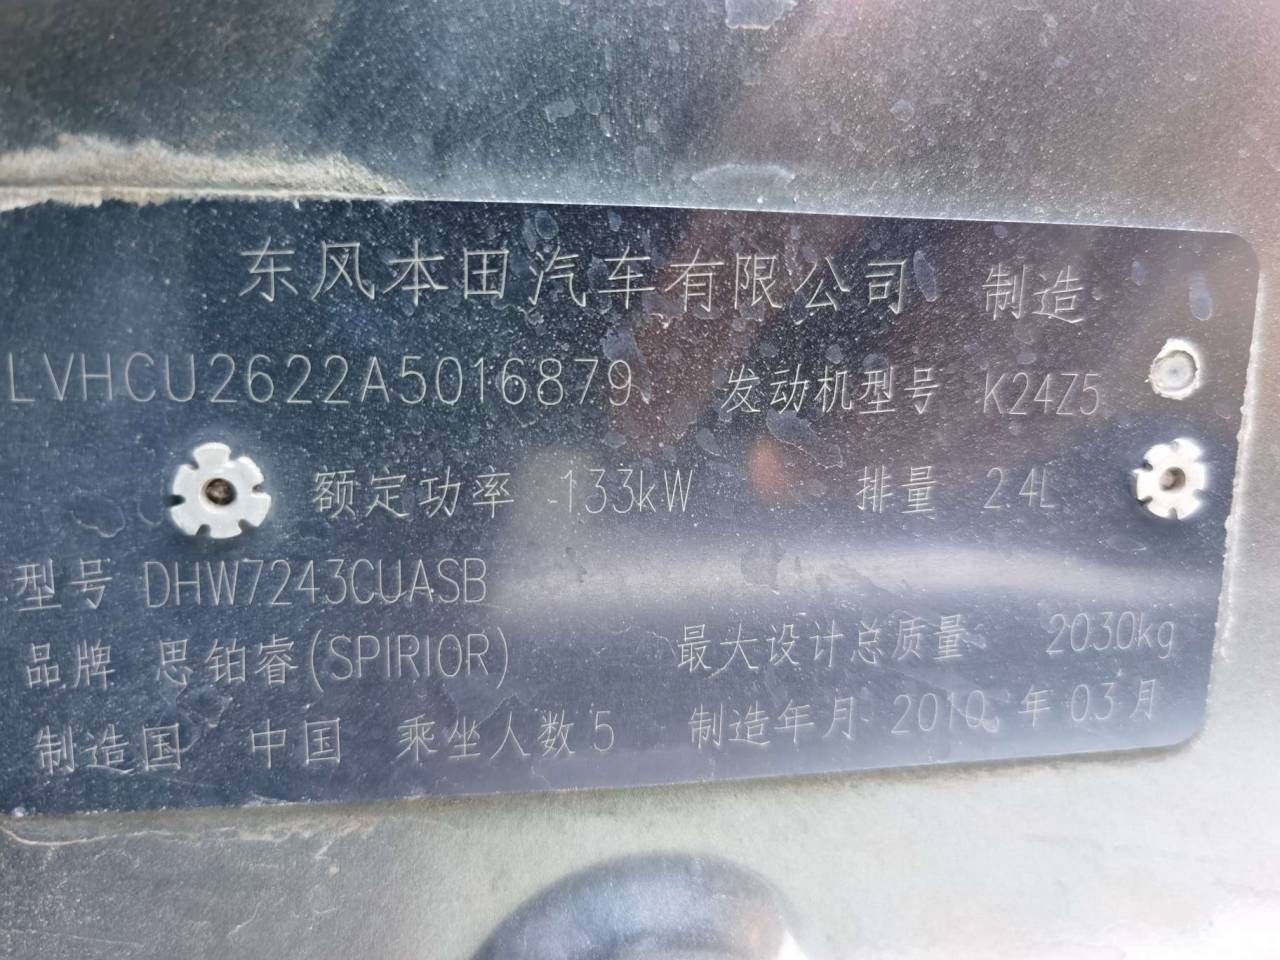 东风本田汽车有限公司 制造
LVHCU2622A5016879 发动机型号 K24Z5
额定功率 133kW 排量 2.4L
型号 DHW7243CUASB
品牌 思铂睿(SPIRIOR) 最大设计总质量 2030kg
制造国 中国 乘坐人数 5 制造年月 2010 年 03月